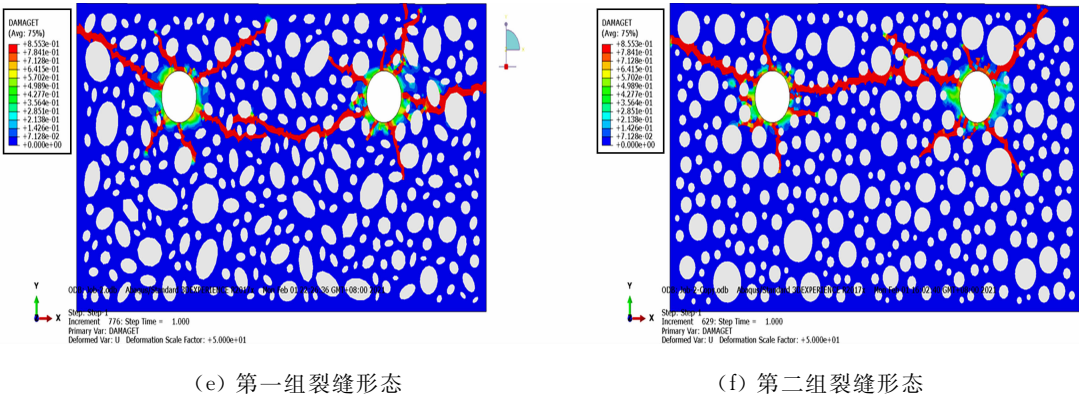 DAMAGET
(Avg: 75%)
+8.553e-01
+7.841e-01
+7.128e-01
+6.415e-01
+5.702e-01
+4.989e-01
+4.277e-01
+3.564e-01
+2.851e-01
+2.138e-01
+1.426e-01
+7.128e-02
+0.000e+00
Y
X
Step: Step-1
Increment 776: Step Time = 1.000
Primary Var: DAMAGET
Deformed Var: U Deformation Scale Factor: +5.000e+01
(e) 第一组裂缝形态
DAMAGET
(Avg: 75%)
+8.553e-01
+7.841e-01
+7.128e-01
+6.415e-01
+5.702e-01
+4.989e-01
+4.277e-01
+3.564e-01
+2.851e-01
+2.138e-01
+1.426e-01
+7.128e-02
+0.000e+00
Y
X
Step: Step-1
Increment 629: Step Time = 1.000
Primary Var: DAMAGET
Deformed Var: U Deformation Scale Factor: +5.000e+01
(f) 第二组裂缝形态